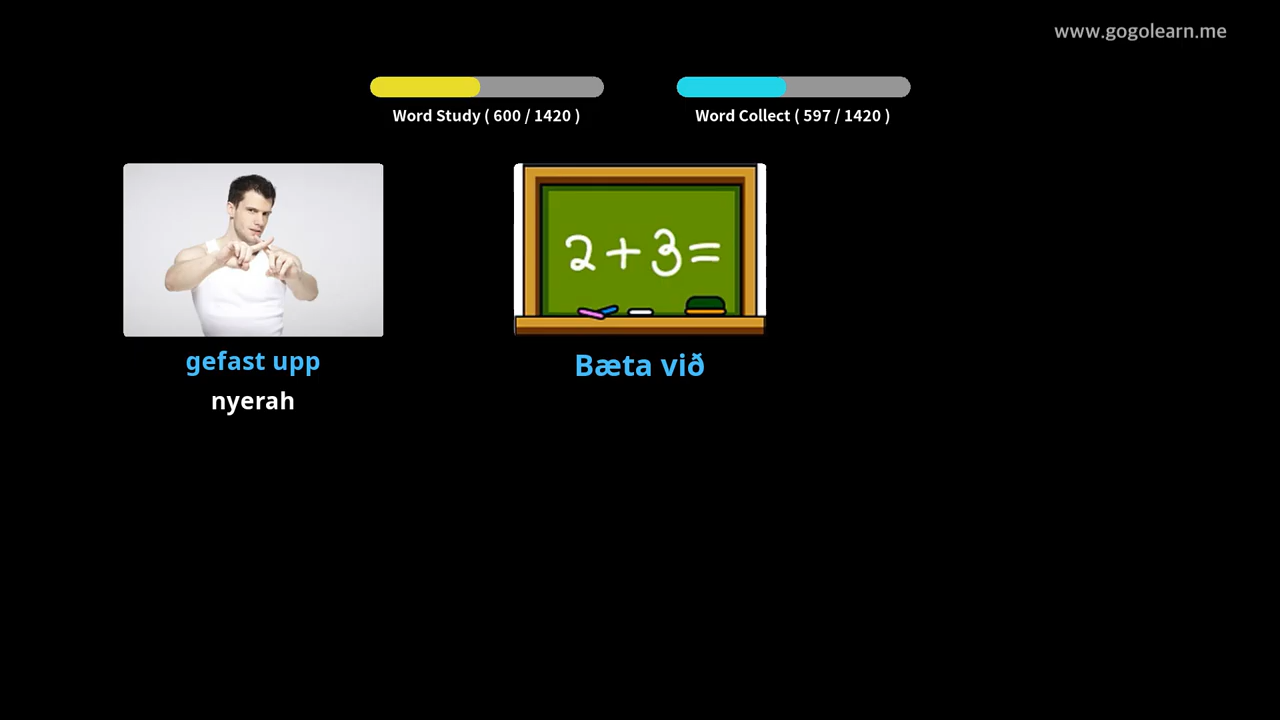 www.gogolearn.me
Word Study ( 600 / 1420 )
Word Collect ( 597 / 1420 )
2+3=
gefast upp
nyerah
Bæta við